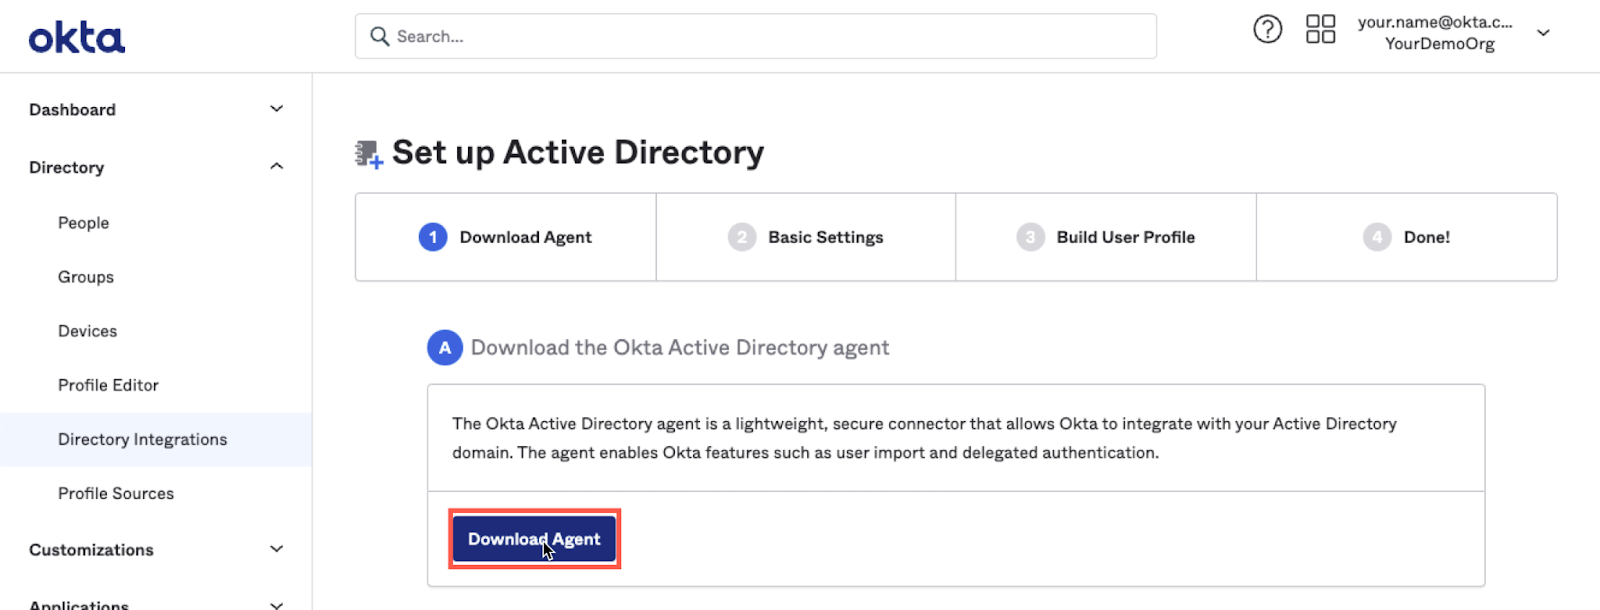 okta
Search...
your.name@okta.c...
YourDemoOrg
Dashboard
Directory
People
Groups
Devices
Profile Editor
Directory Integrations
Profile Sources
Customizations
Applications
Set up Active Directory
1 Download Agent
2 Basic Settings
3 Build User Profile
4 Done!
A Download the Okta Active Directory agent
The Okta Active Directory agent is a lightweight, secure connector that allows Okta to integrate with your Active Directory
domain. The agent enables Okta features such as user import and delegated authentication.
Download Agent